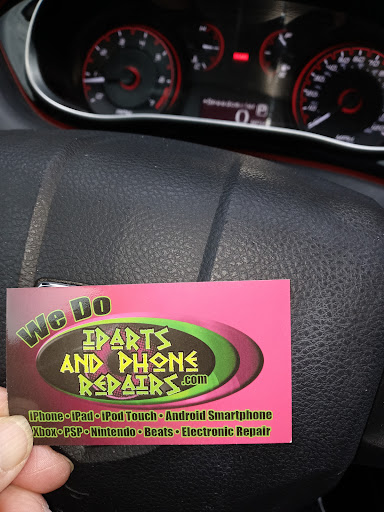 0
We Do
IPARTS
AND PHONE
REPAIRS.com
iPhone • iPad • iPod Touch • Android Smartphone
Xbox • PSP • Nintendo • Beats • Electronic Repair